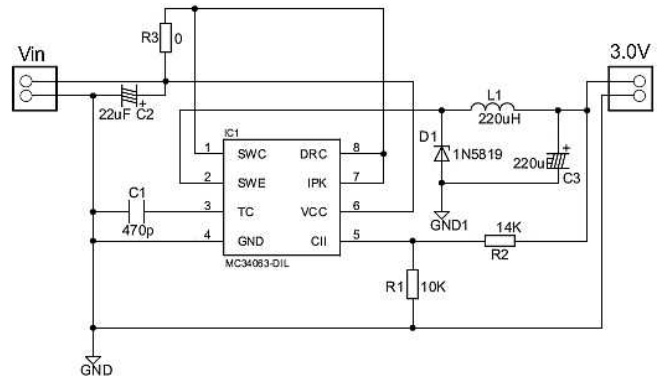 Vin
R3
0
22uF C2
3.0V
L1
220uH
D1
1N5819
220uF
C3
GND1
IC1
1 SWC DRC 8
2 SWE IPK 7
3 TC VCC 6
4 GND CII 5
MC34063-DIL
C1
470p
14K
R2
R1
10K
GND
+
+